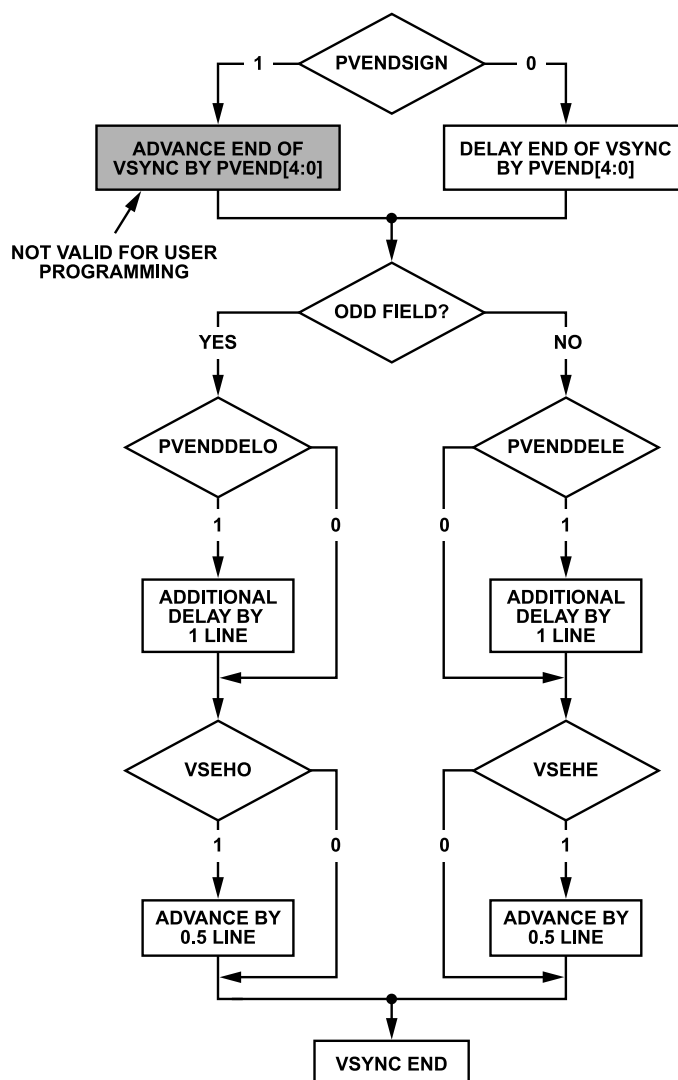 PVENDSIGN
1
0
ADVANCE END OF
VSYNC BY PVEND[4:0]
DELAY END OF VSYNC
BY PVEND[4:0]
NOT VALID FOR USER
PROGRAMMING
ODD FIELD?
YES
NO
PVENDDELO
PVENDDELE
1
0
0
1
ADDITIONAL
DELAY BY
1 LINE
ADDITIONAL
DELAY BY
1 LINE
VSEHO
VSEHE
1
0
0
1
ADVANCE BY
0.5 LINE
ADVANCE BY
0.5 LINE
VSYNC END